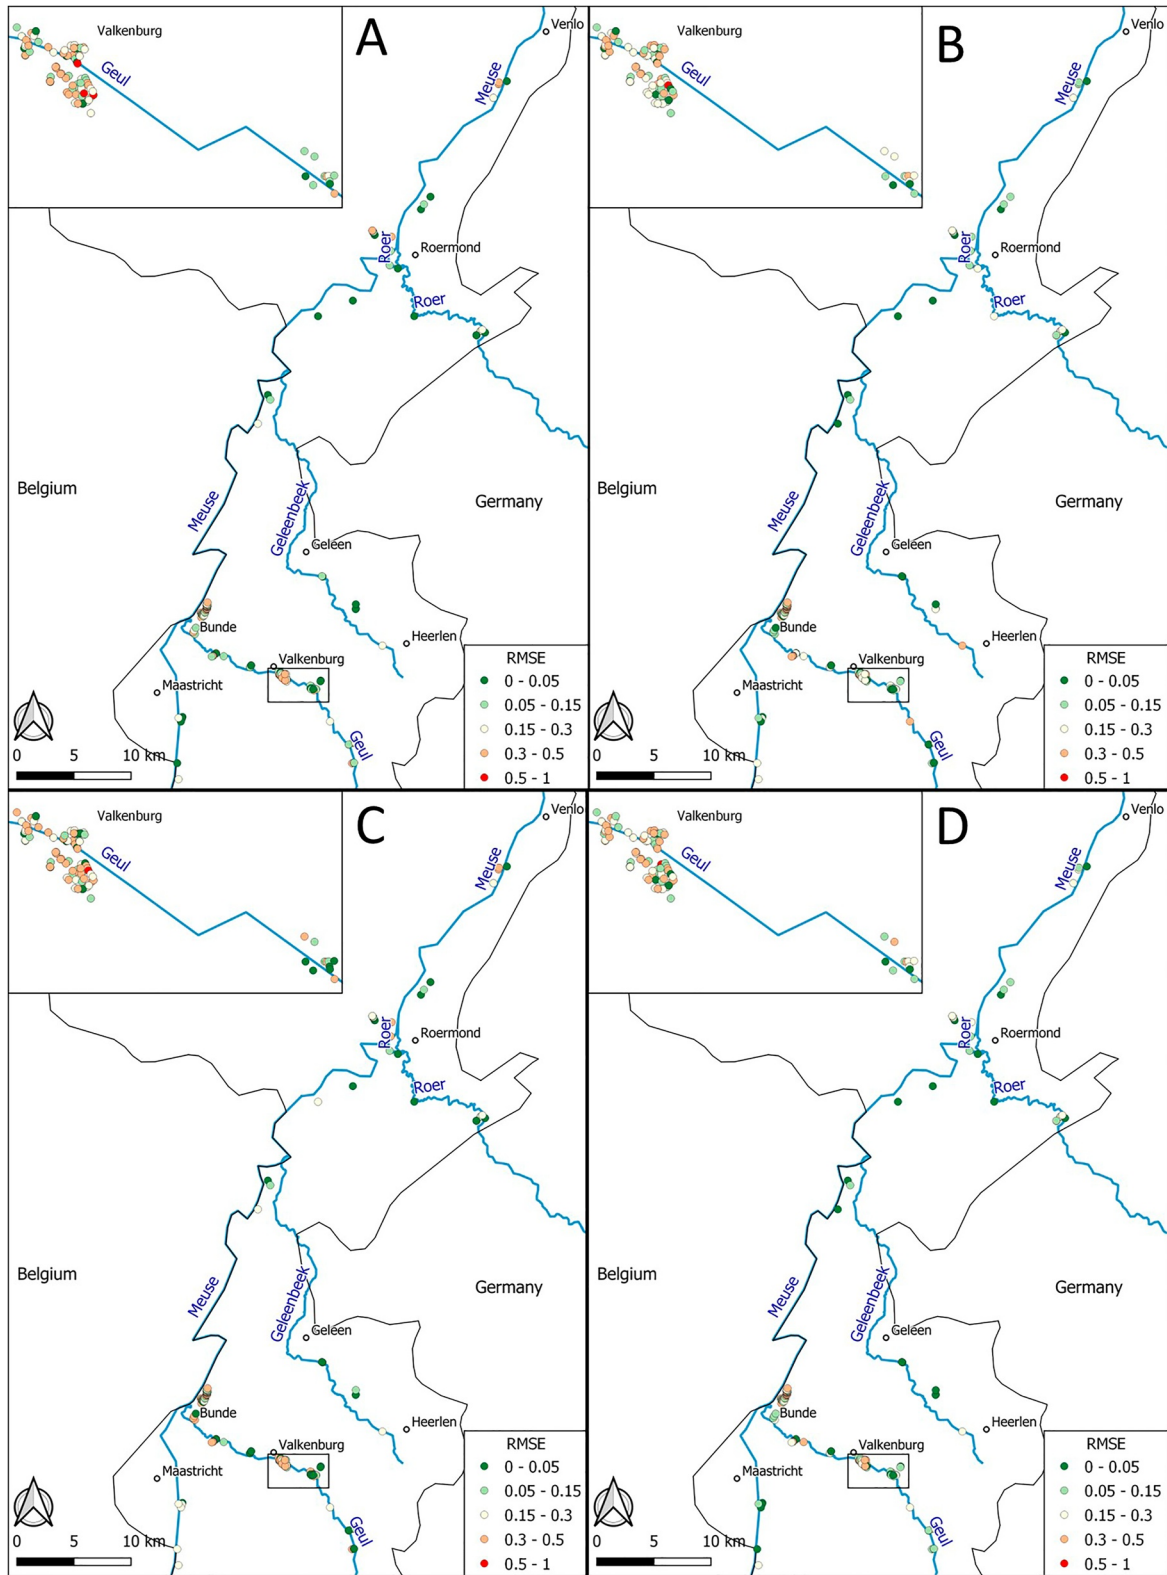 A
Valkenburg
Geul
Venlo
Meuse
Roer
Roermond
Roer
Belgium
Meuse
Geleenbeek
Germany
Geleen
Bunde
Heerlen
Valkenburg
Maastricht
Geul
0 5 10 km
RMSE
0 - 0.05
0.05 - 0.15
0.15 - 0.3
0.3 - 0.5
0.5 - 1
B
Valkenburg
Geul
Venlo
Meuse
Roer
Roermond
Roer
Belgium
Meuse
Geleenbeek
Germany
Geleen
Bunde
Heerlen
Valkenburg
Maastricht
Geul
0 5 10 km
RMSE
0 - 0.05
0.05 - 0.15
0.15 - 0.3
0.3 - 0.5
0.5 - 1
C
Valkenburg
Geul
Venlo
Meuse
Roer
Roermond
Roer
Belgium
Meuse
Geleenbeek
Germany
Geleen
Bunde
Heerlen
Valkenburg
Maastricht
Geul
0 5 10 km
RMSE
0 - 0.05
0.05 - 0.15
0.15 - 0.3
0.3 - 0.5
0.5 - 1
D
Valkenburg
Geul
Venlo
Meuse
Roer
Roermond
Roer
Belgium
Meuse
Geleenbeek
Germany
Geleen
Bunde
Heerlen
Valkenburg
Maastricht
Geul
0 5 10 km
RMSE
0 - 0.05
0.05 - 0.15
0.15 - 0.3
0.3 - 0.5
0.5 - 1